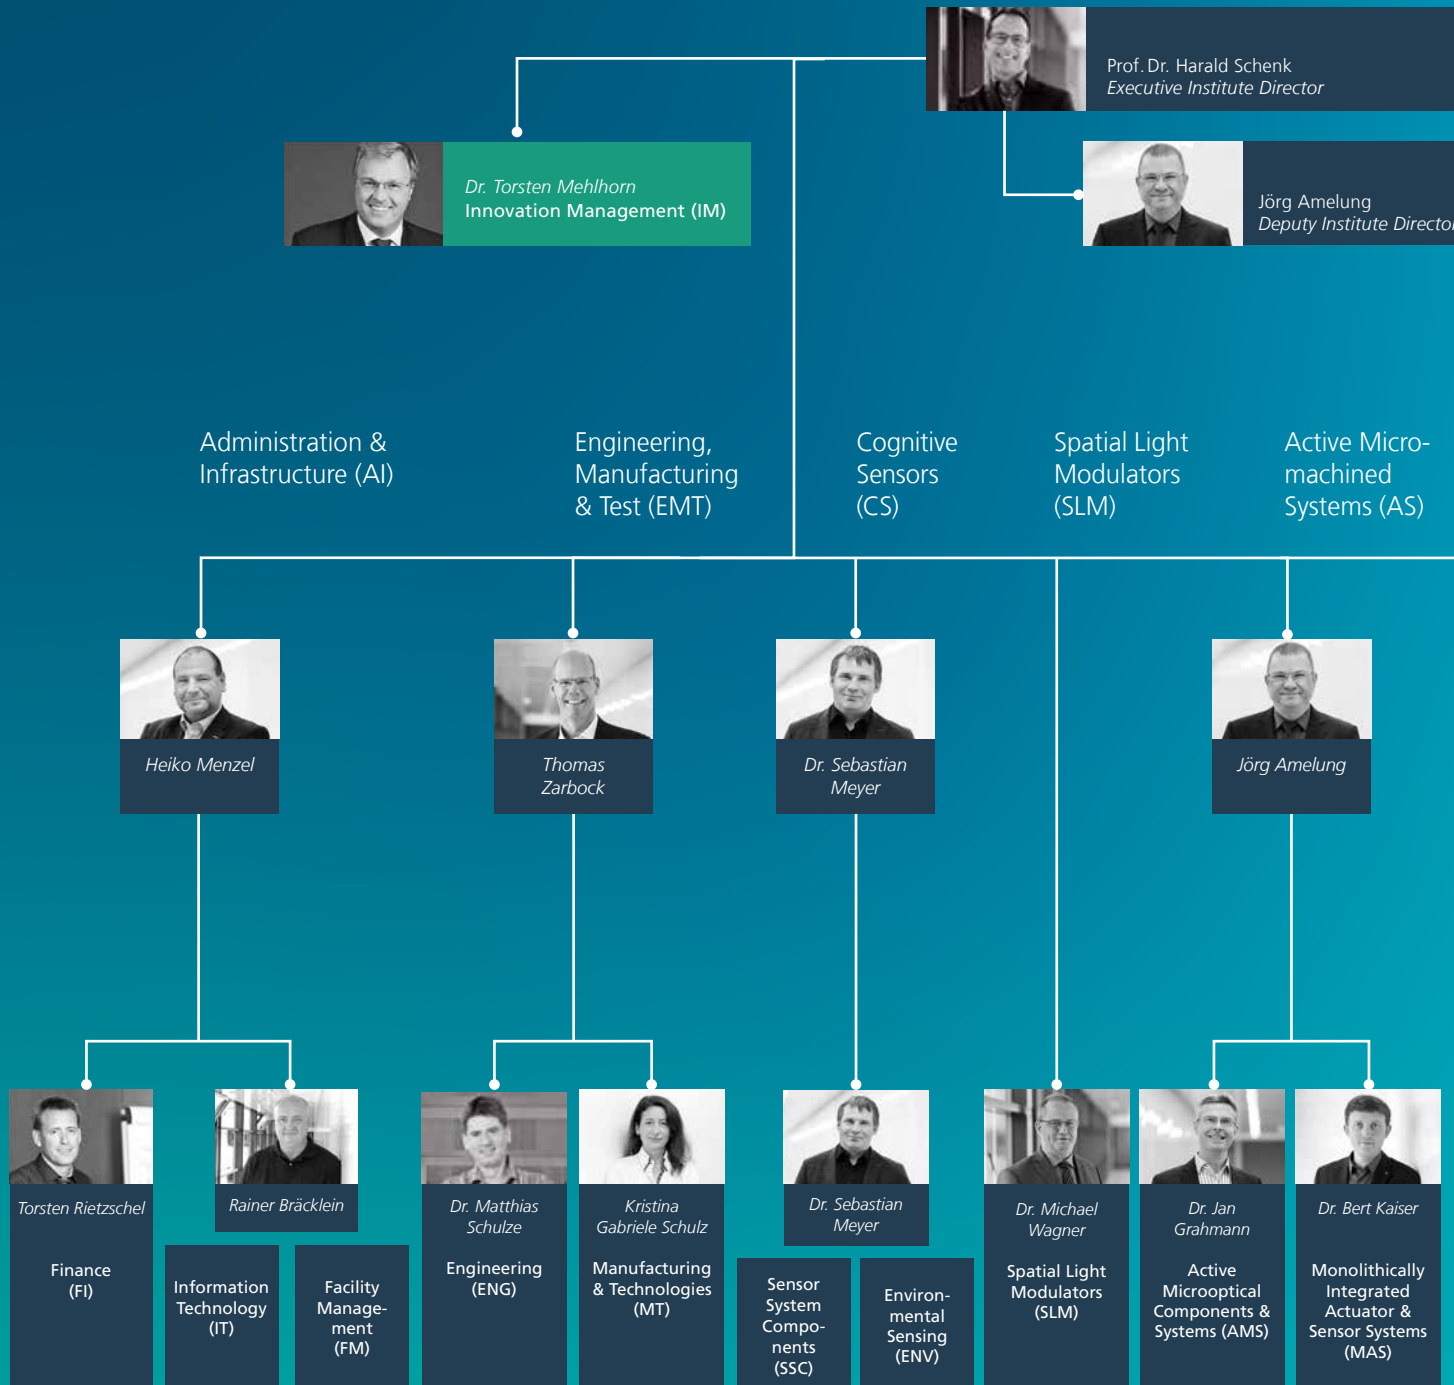 Prof. Dr. Harald Schenk
Executive Institute Director
Dr. Torsten Mehlhorn
Innovation Management (IM)
Jörg Amelung
Deputy Institute Director
Administration &
Infrastructure (AI)
Engineering,
Manufacturing
& Test (EMT)
Cognitive
Sensors
(CS)
Spatial Light
Modulators
(SLM)
Active Micro-
machined
Systems (AS)
Heiko Menzel
Thomas
Zarbock
Dr. Sebastian
Meyer
Jörg Amelung
Torsten Rietzschel
Finance
(FI)
Rainer Bräcklein
Information
Technology
(IT)
Facility
Manage-
ment
(FM)
Dr. Matthias
Schulze
Engineering
(ENG)
Kristina
Gabriele Schulz
Manufacturing
& Technologies
(MT)
Dr. Sebastian
Meyer
Sensor
System
Compo-
nents
(SSC)
Environ-
mental
Sensing
(ENV)
Dr. Michael
Wagner
Spatial Light
Modulators
(SLM)
Dr. Jan
Grahmann
Active
Microoptical
Components &
Systems (AMS)
Dr. Bert Kaiser
Monolithically
Integrated
Actuator &
Sensor Systems
(MAS)